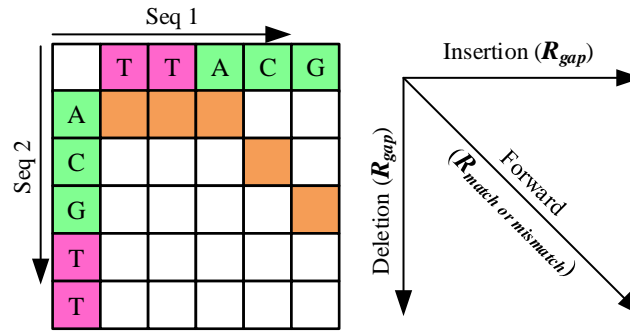 Seq 1
Seq 2
T T A C G
A
C
G
T
T
Insertion (R_gap)
Deletion (R_gap)
Forward
(R_match or mismatch)